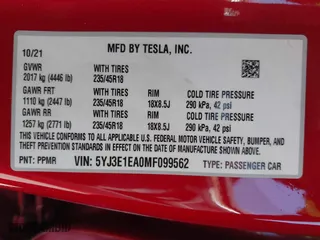 MFD BY TESLA, INC.
10/21
GVWR WITH TIRES
2017 kg (4446 lb) 235/45R18
GAWR FRT WITH TIRES RIM COLD TIRE PRESSURE
1110 kg (2447 lb) 235/45R18 18X8.5J 290 kPa, 42 psi
GAWR RR WITH TIRES RIM COLD TIRE PRESSURE
1257 kg (2771 lb) 235/45R18 18X8.5J 290 kPa, 42 psi
THIS VEHICLE CONFORMS TO ALL APPLICABLE U.S. FEDERAL MOTOR VEHICLE SAFETY, BUMPER,
AND THEFT PREVENTION STANDARDS IN EFFECT ON THE DATE OF MANUFACTURE SHOWN ABOVE.
PNT: PPMR VIN: 5YJ3E1EA0MF099562 TYPE: PASSENGER CAR